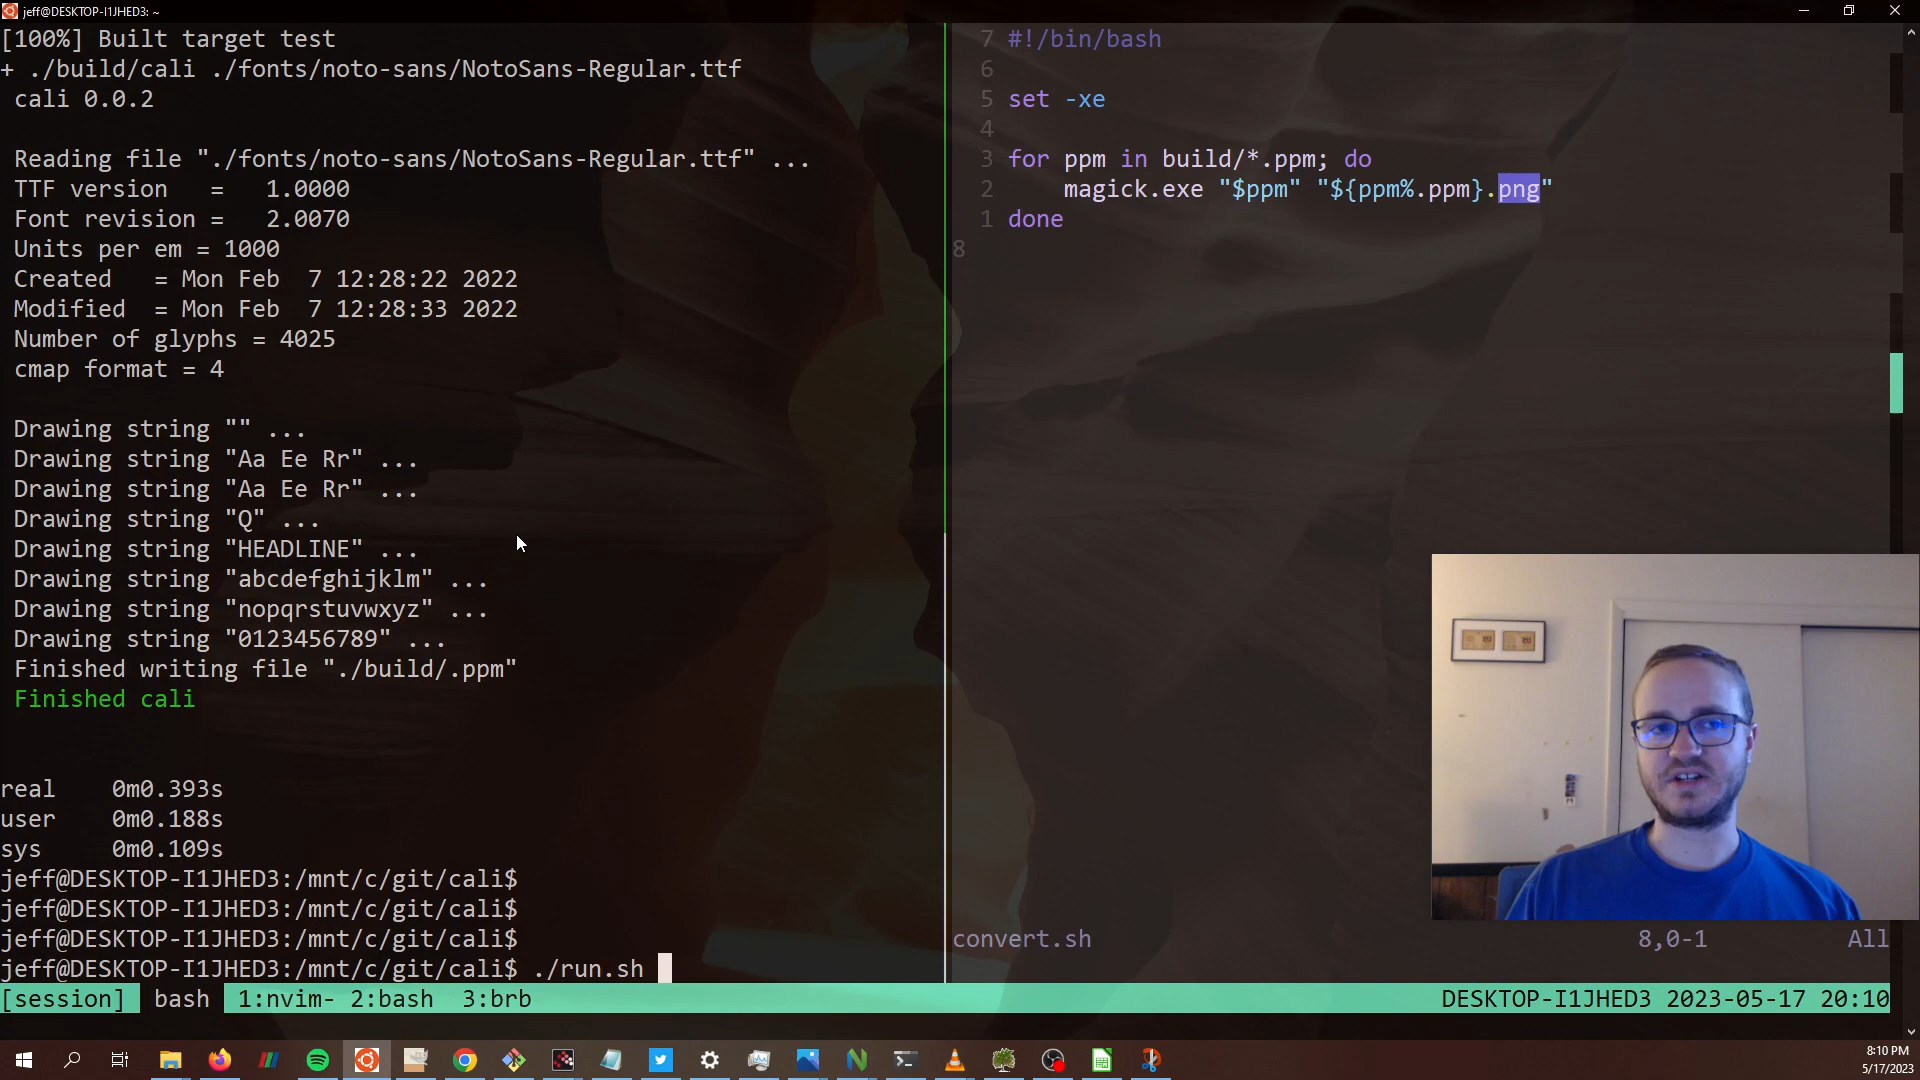 jeff@DESKTOP-I1JHED3: ~
[100%] Built target test
+ ./build/cali ./fonts/noto-sans/NotoSans-Regular.ttf
cali 0.0.2
Reading file "./fonts/noto-sans/NotoSans-Regular.ttf" ...
TTF version   =   1.0000
Font revision =   2.0070
Units per em = 1000
Created   = Mon Feb  7 12:28:22 2022
Modified  = Mon Feb  7 12:28:33 2022
Number of glyphs = 4025
cmap format = 4
Drawing string "" ...
Drawing string "Aa Ee Rr" ...
Drawing string "Aa Ee Rr" ...
Drawing string "Q" ...
Drawing string "HEADLINE" ...
Drawing string "abcdefghijklm" ...
Drawing string "nopqrstuvwxyz" ...
Drawing string "0123456789" ...
Finished writing file "./build/.ppm"
Finished cali
real    0m0.393s
user    0m0.188s
sys     0m0.109s
jeff@DESKTOP-I1JHED3:/mnt/c/git/cali$
jeff@DESKTOP-I1JHED3:/mnt/c/git/cali$
jeff@DESKTOP-I1JHED3:/mnt/c/git/cali$
jeff@DESKTOP-I1JHED3:/mnt/c/git/cali$ ./run.sh
7 #!/bin/bash
6
5 set -xe
4
3 for ppm in build/*.ppm; do
2     magick.exe "$ppm" "${ppm%.ppm}.png"
1 done
8
convert.sh 8,0-1 All
[session] bash 1:nvim- 2:bash 3:brb DESKTOP-I1JHED3 2023-05-17 20:10
8:10 PM
5/17/2023